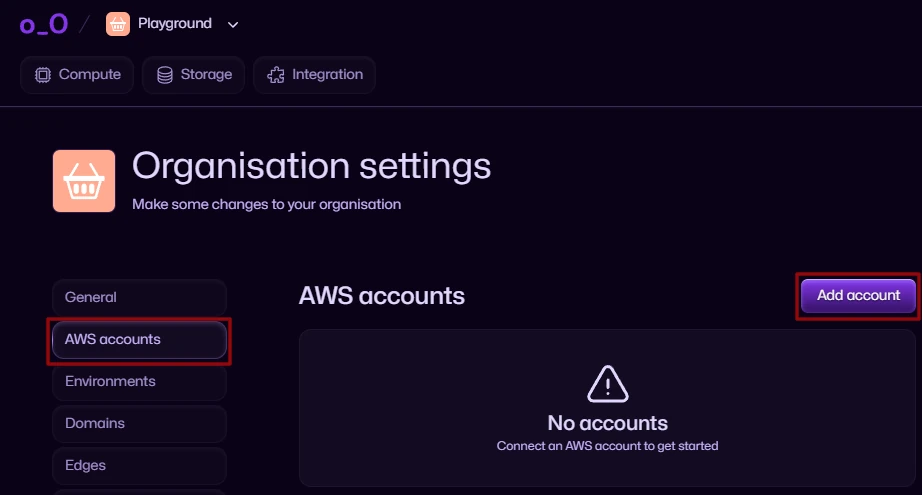 o_O / Playground
Compute Storage Integration
Organisation settings
Make some changes to your organisation
General
AWS accounts
Environments
Domains
Edges
AWS accounts
Add account
No accounts
Connect an AWS account to get started